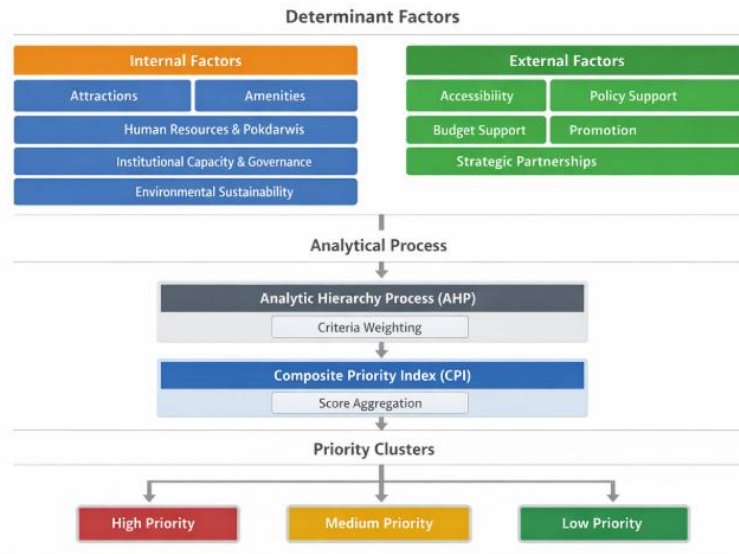 Determinant Factors
Internal Factors
External Factors
Attractions
Amenities
Accessibility
Policy Support
Human Resources & Pokdarwis
Budget Support
Promotion
Institutional Capacity & Governance
Strategic Partnerships
Environmental Sustainability
Analytical Process
Analytic Hierarchy Process (AHP)
Criteria Weighting
Composite Priority Index (CPI)
Score Aggregation
Priority Clusters
High Priority
Medium Priority
Low Priority